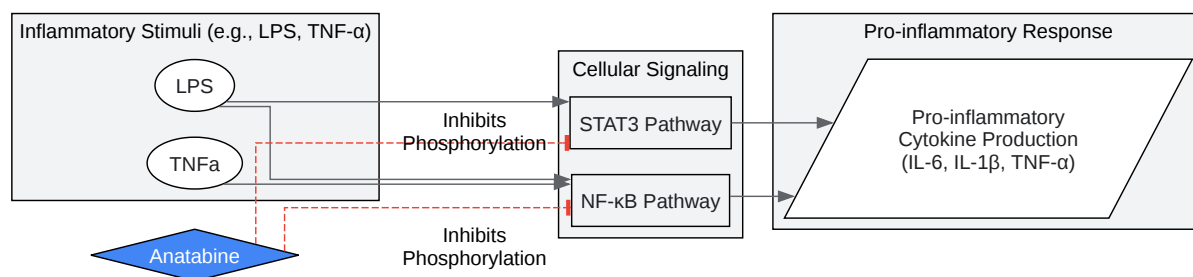 Inflammatory Stimuli (e.g., LPS, TNF-α)
LPS
TNFa
Anatabine
Inhibits
Phosphorylation
Inhibits
Phosphorylation
Cellular Signaling
STAT3 Pathway
NF-κB Pathway
Pro-inflammatory Response
Pro-inflammatory
Cytokine Production
(IL-6, IL-1β, TNF-α)